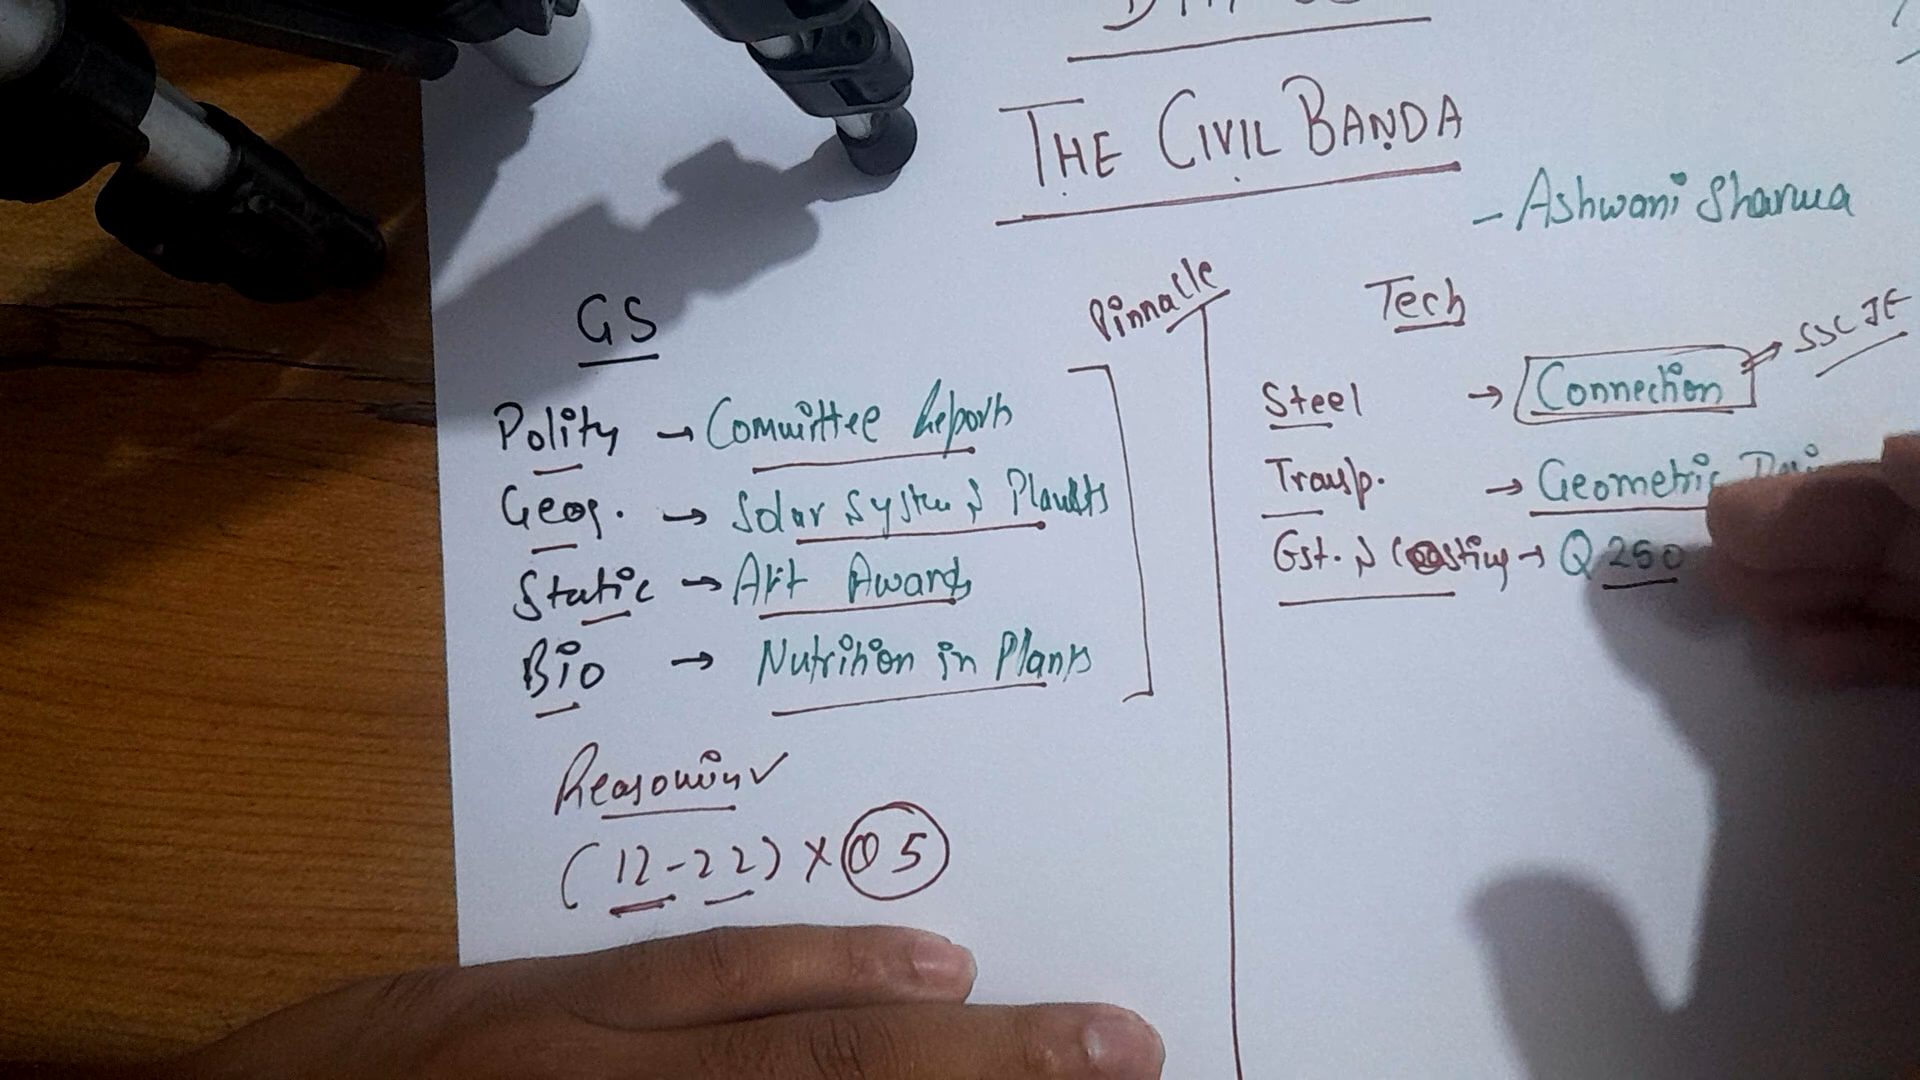 THE CIVIL BANDA
- Ashwani Sharma
GS
Polity → Committee Reports
Geog. → Solar System & Planets
Static → Art Awards
Bio → Nutrition in Plants
Reasoning
(12-22) × 05
Pinnacle
Tech
Steel → Connection → SSC JE
Transp. → Geometric
Est. & Costing → Q 250